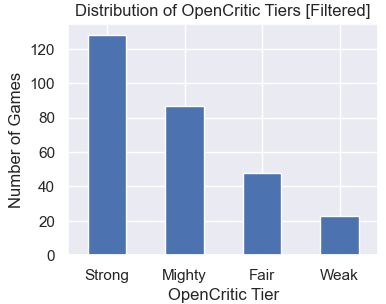 Distribution of OpenCritic Tiers [Filtered]
Number of Games
120
100
80
60
40
20
0
Strong Mighty Fair Weak
OpenCritic Tier